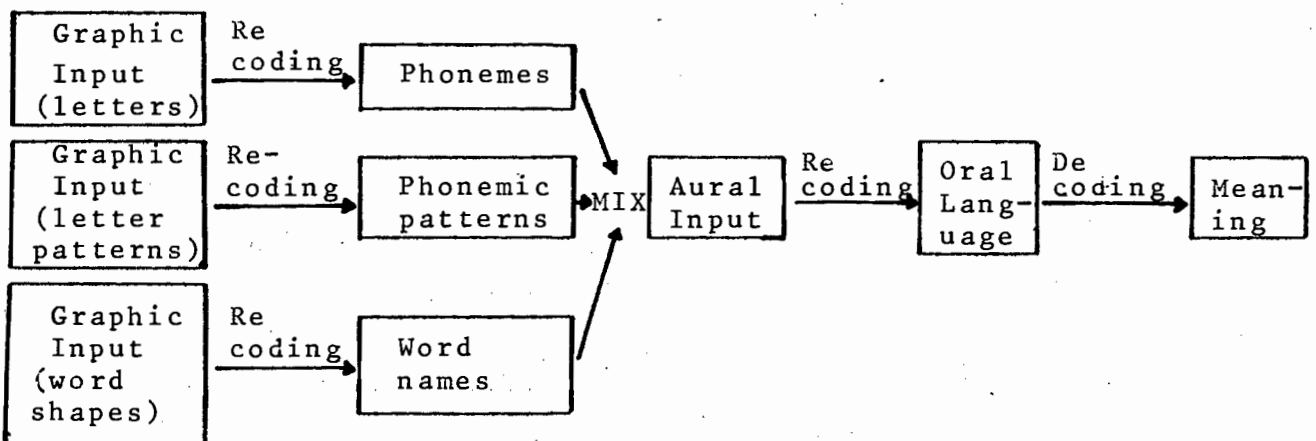 Graphic
Input
(letters)
Re
coding
Phonemes
Graphic
Input
(letter
patterns)
Re-
coding
Phonemic
patterns
MIX
Aural
Input
Re
coding
Oral
Lang-
uage
De
coding
Mean-
ing
Graphic
Input
(word
shapes)
Re
coding
Word
names